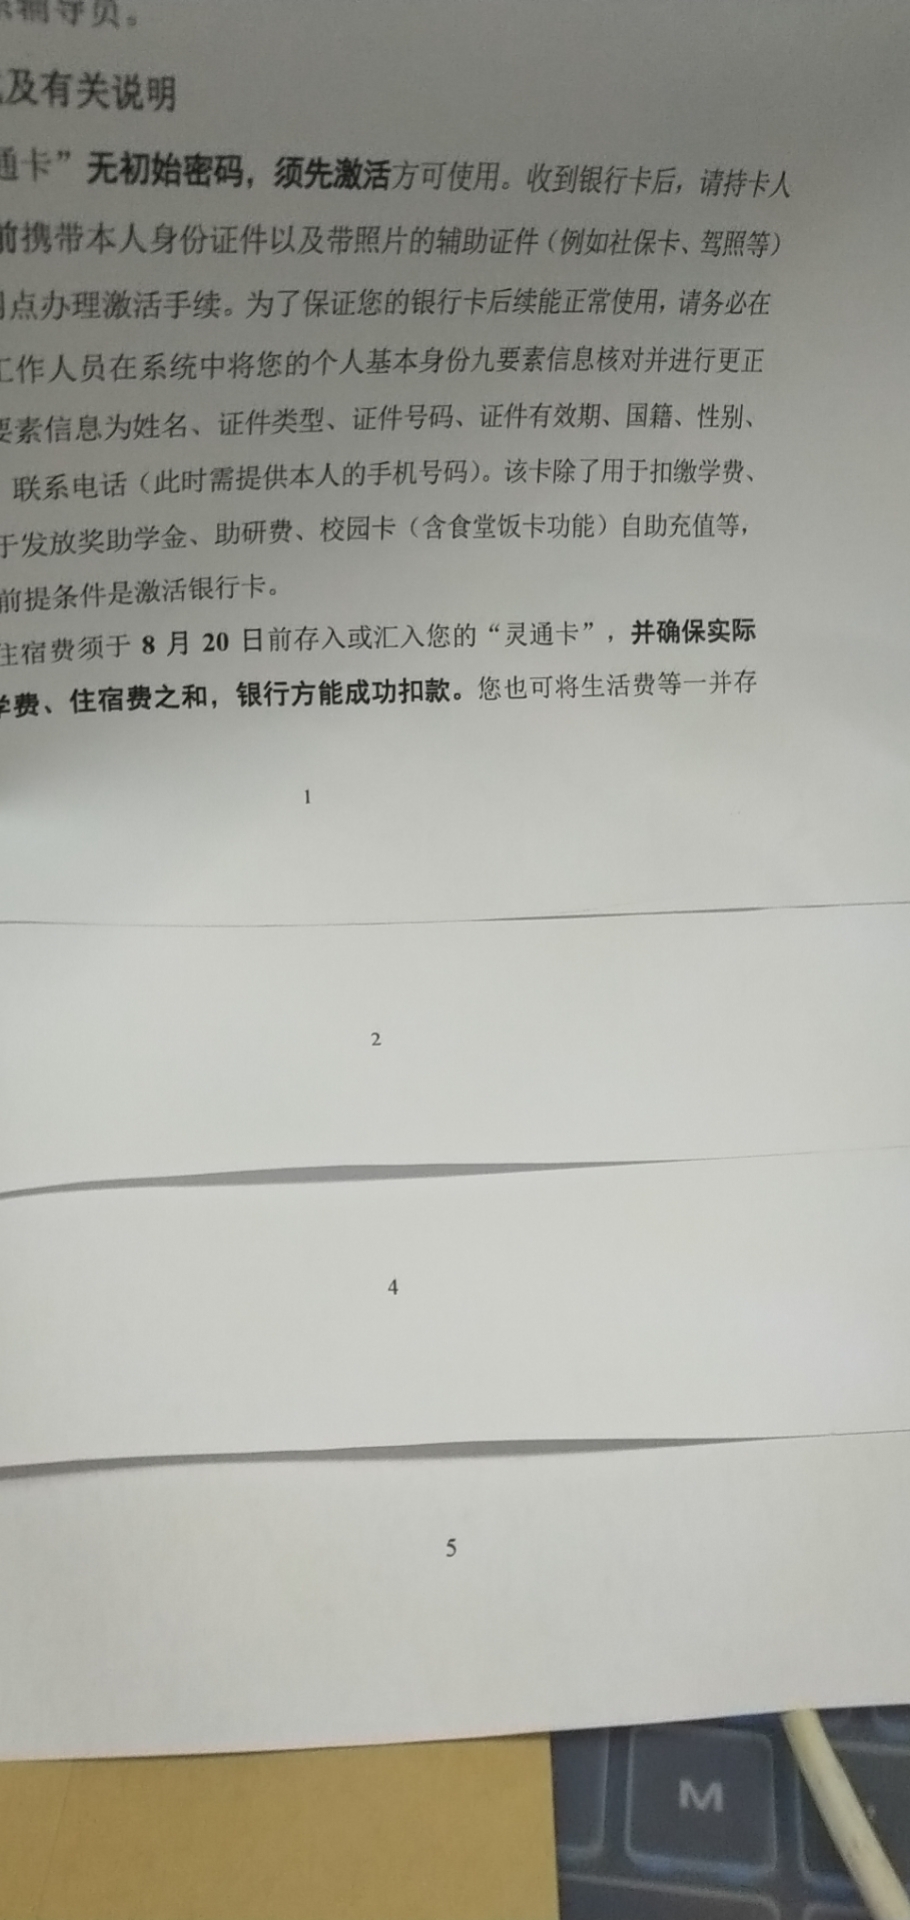 辅导员。
及有关说明
通卡”无初始密码，须先激活方可使用。收到银行卡后，请持卡人
前携带本人身份证件以及带照片的辅助证件（例如社保卡、驾照等）
点办理激活手续。为了保证您的银行卡后续能正常使用，请务必在
工作人员在系统中将您的个人基本身份九要素信息核对并进行更正
要素信息为姓名、证件类型、证件号码、证件有效期、国籍、性别、
联系电话（此时需提供本人的手机号码）。该卡除了用于扣缴学费、
于发放奖助学金、助研费、校园卡（含食堂饭卡功能）自助充值等，
前提条件是激活银行卡。
住宿费须于 8 月 20 日前存入或汇入您的“灵通卡”，并确保实际
学费、住宿费之和，银行方能成功扣款。您也可将生活费等一并存
1
2
4
5
M